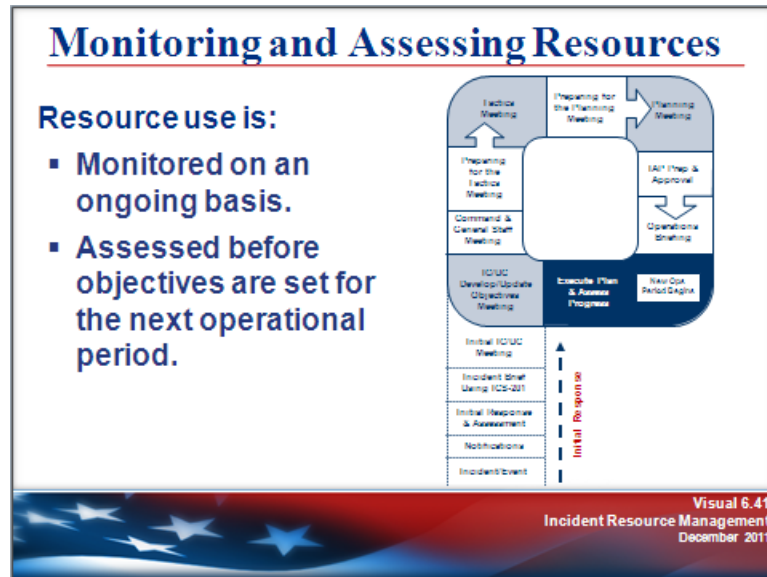 Monitoring and Assessing Resources
Resource use is:
▪ Monitored on an
ongoing basis.
▪ Assessed before
objectives are set for
the next operational
period.
Tactics
Meeting
Preparing for
the Planning
Meeting
Planning
Meeting
Preparing
for the
Tactics
Meeting
IAP Prep &
Approval
Command &
General Staff
Meeting
Operations
Briefing
IC/UC
Develop/Update
Objectives
Meeting
Execute Plan
& Assess
Progress
New Ops
Period Begins
Initial IC/UC
Meeting
Incident Brief
Using ICS-201
Initial Response
& Assessment
Notifications
Incident/Event
Initial Response
Visual 6.41
Incident Resource Management
December 2011